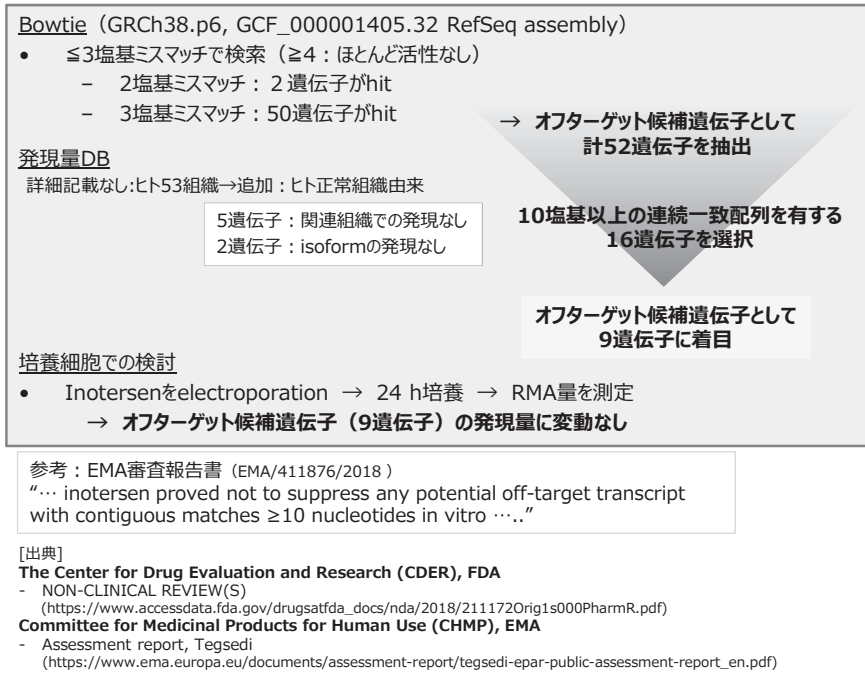 Bowtie（GRCh38.p6, GCF_000001405.32 RefSeq assembly）
• ≦3塩基ミスマッチで検索（≧4：ほとんど活性なし）
– 2塩基ミスマッチ：２遺伝子がhit
– 3塩基ミスマッチ：50遺伝子がhit
→ オフターゲット候補遺伝子として
計52遺伝子を抽出
発現量DB
詳細記載なし:ヒト53組織→追加：ヒト正常組織由来
5遺伝子：関連組織での発現なし
2遺伝子：isoformの発現なし
10塩基以上の連続一致配列を有する
16遺伝子を選択
オフターゲット候補遺伝子として
9遺伝子に着目
培養細胞での検討
• Inotersenをelectroporation → 24 h培養 → RMA量を測定
→ オフターゲット候補遺伝子（9遺伝子）の発現量に変動なし
参考：EMA審査報告書（EMA/411876/2018 ）
“… inotersen proved not to suppress any potential off-target transcript
with contiguous matches ≥10 nucleotides in vitro …..”
[出典]
The Center for Drug Evaluation and Research (CDER), FDA
- NON-CLINICAL REVIEW(S)
(https://www.accessdata.fda.gov/drugsatfda_docs/nda/2018/211172Orig1s000PharmR.pdf)
Committee for Medicinal Products for Human Use (CHMP), EMA
- Assessment report, Tegsedi
(https://www.ema.europa.eu/documents/assessment-report/tegsedi-epar-public-assessment-report_en.pdf)